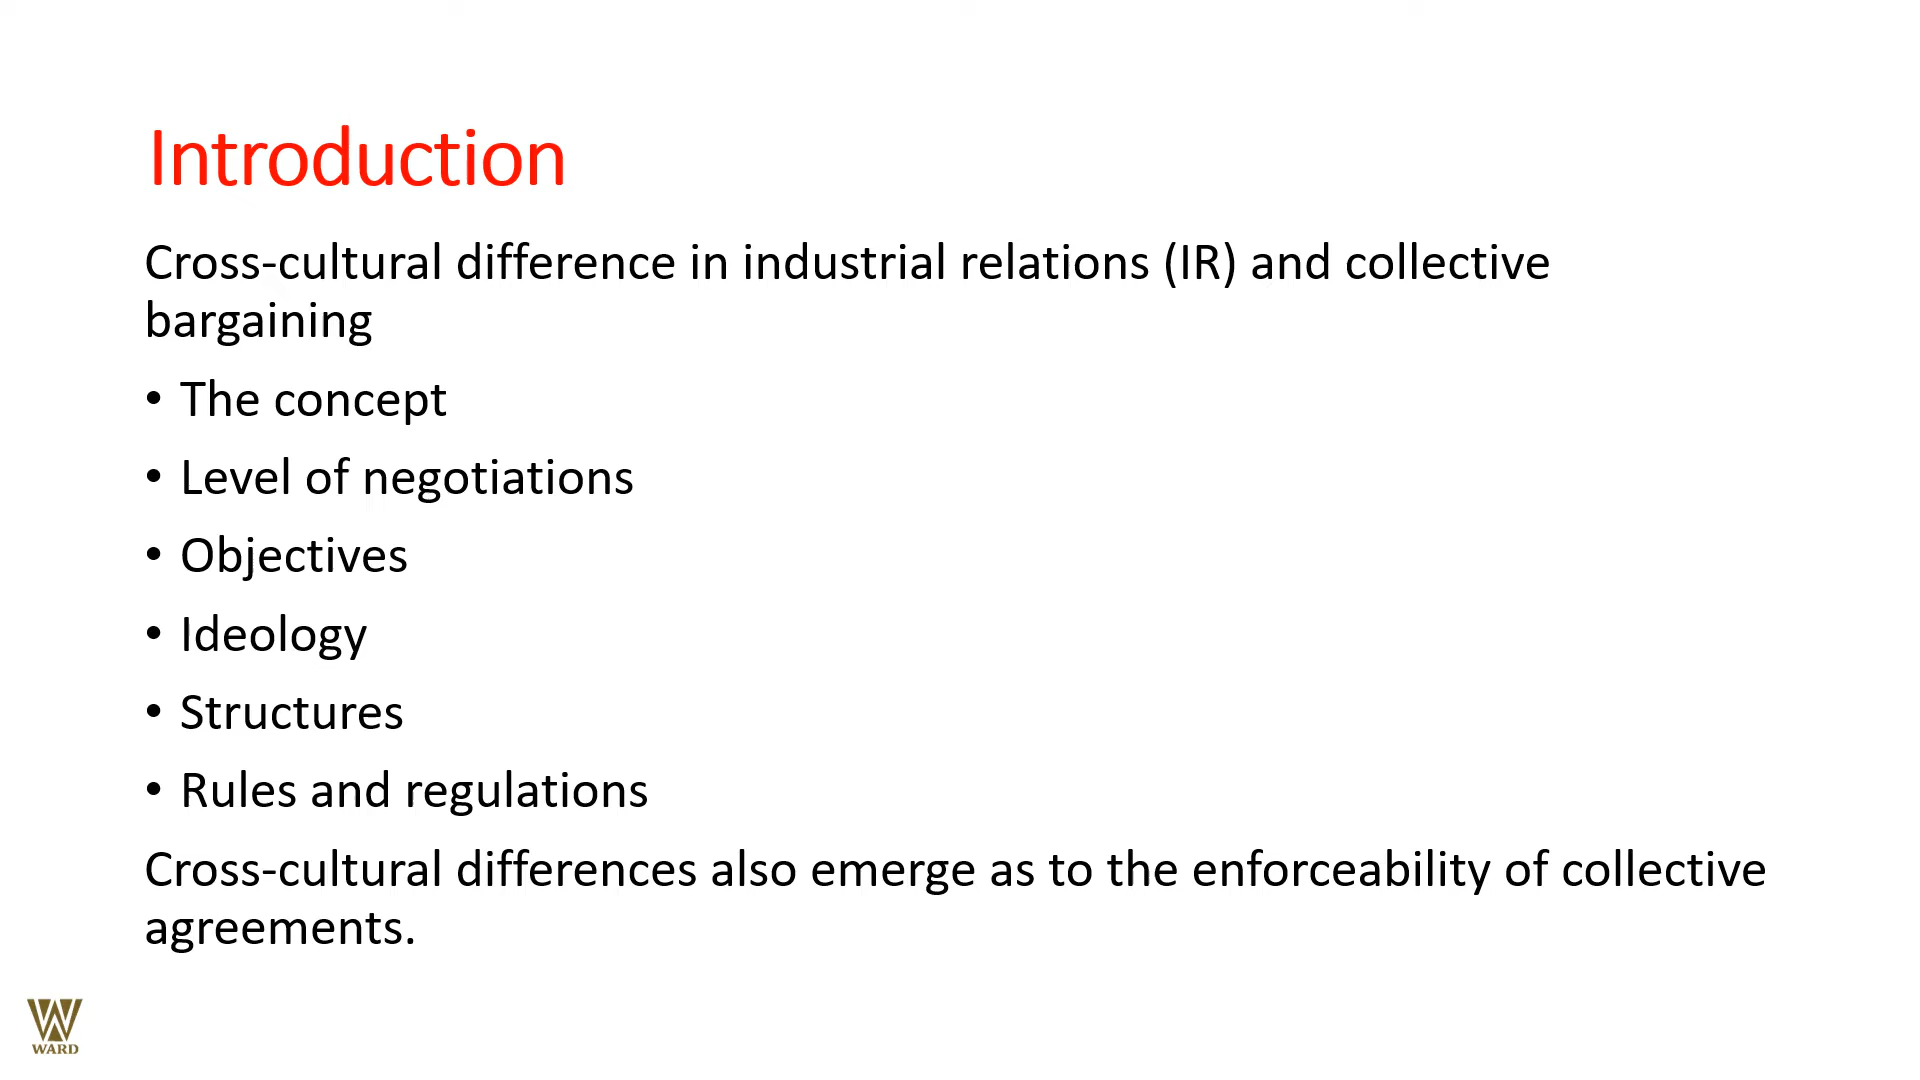 Introduction
Cross-cultural difference in industrial relations (IR) and collective
bargaining
• The concept
• Level of negotiations
• Objectives
• Ideology
• Structures
• Rules and regulations
Cross-cultural differences also emerge as to the enforceability of collective
agreements.
WARD